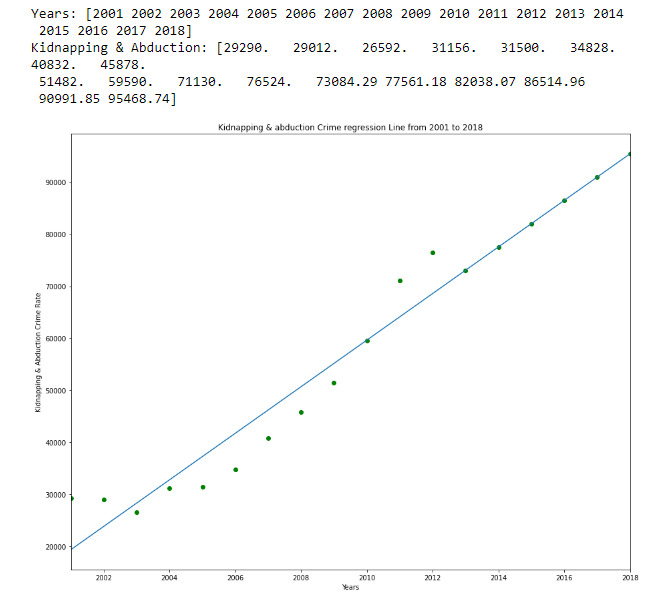 Years: [2001 2002 2003 2004 2005 2006 2007 2008 2009 2010 2011 2012 2013 2014
2015 2016 2017 2018]
Kidnapping & Abduction: [29290. 29012. 26592. 31156. 31500. 34828.
40832. 45878.
51482. 59590. 71130. 76524. 73084.29 77561.18 82038.07 86514.96
90991.85 95468.74]
Kidnapping & abduction Crime regression Line from 2001 to 2018
Kidnapping & Abduction Crime Rate
90000
80000
70000
60000
50000
40000
30000
20000
2002 2004 2006 2008 2010 2012 2014 2016 2018
Years